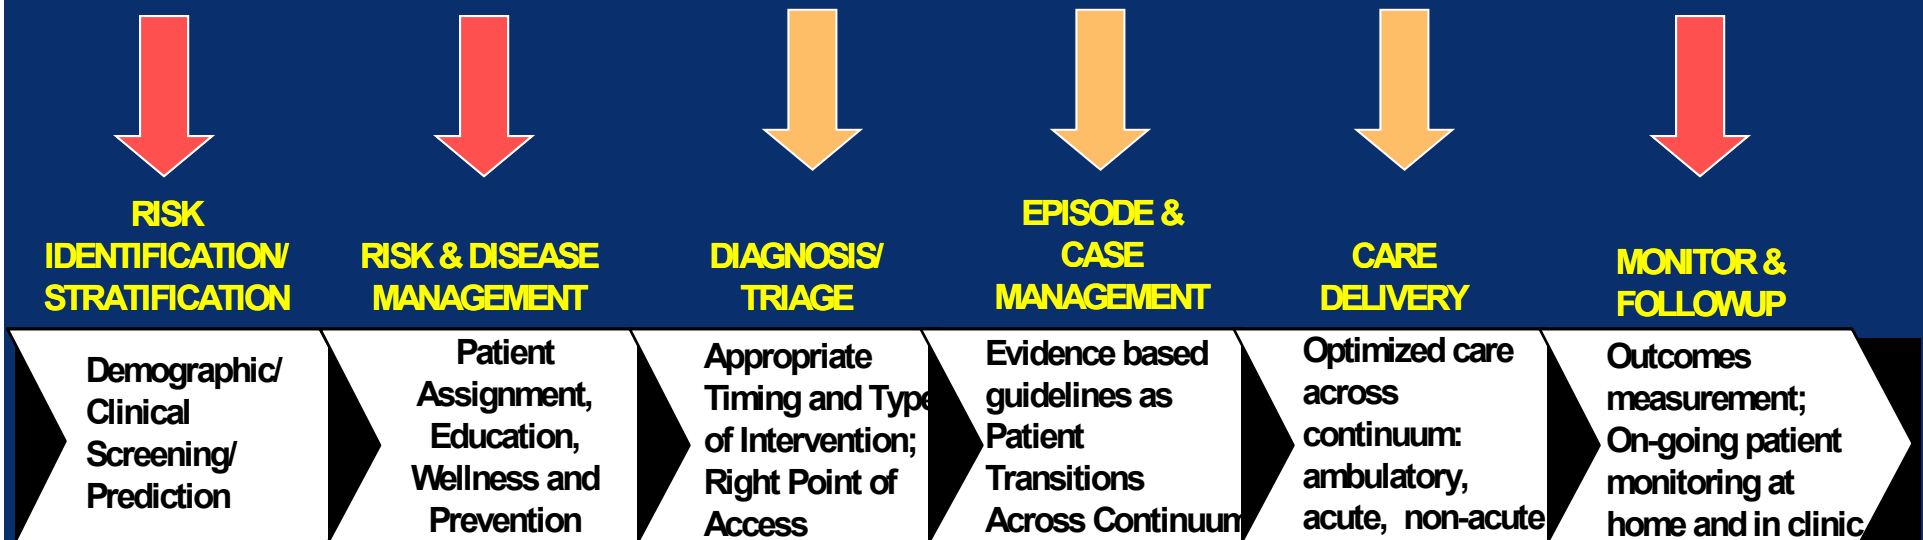 RISK
IDENTIFICATION/
STRATIFICATION
RISK & DISEASE
MANAGEMENT
DIAGNOSIS/
TRIAGE
EPISODE &
CASE
MANAGEMENT
CARE
DELIVERY
MONITOR &
FOLLOWUP
Demographic/
Clinical
Screening/
Prediction
Patient
Assignment,
Education,
Wellness and
Prevention
Appropriate
Timing and Type
of Intervention;
Right Point of
Access
Evidence based
guidelines as
Patient
Transitions
Across Continuum
Optimized care
across
continuum:
ambulatory,
acute, non-acute
Outcomes
measurement;
On-going patient
monitoring at
home and in clinic